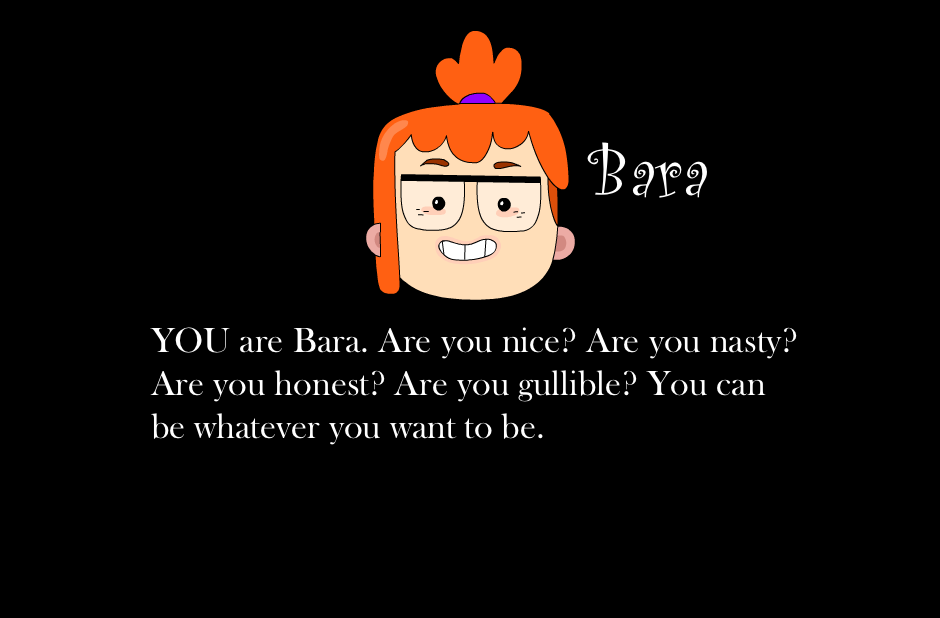 Bara
YOU are Bara. Are you nice? Are you nasty?
Are you honest? Are you gullible? You can
be whatever you want to be.